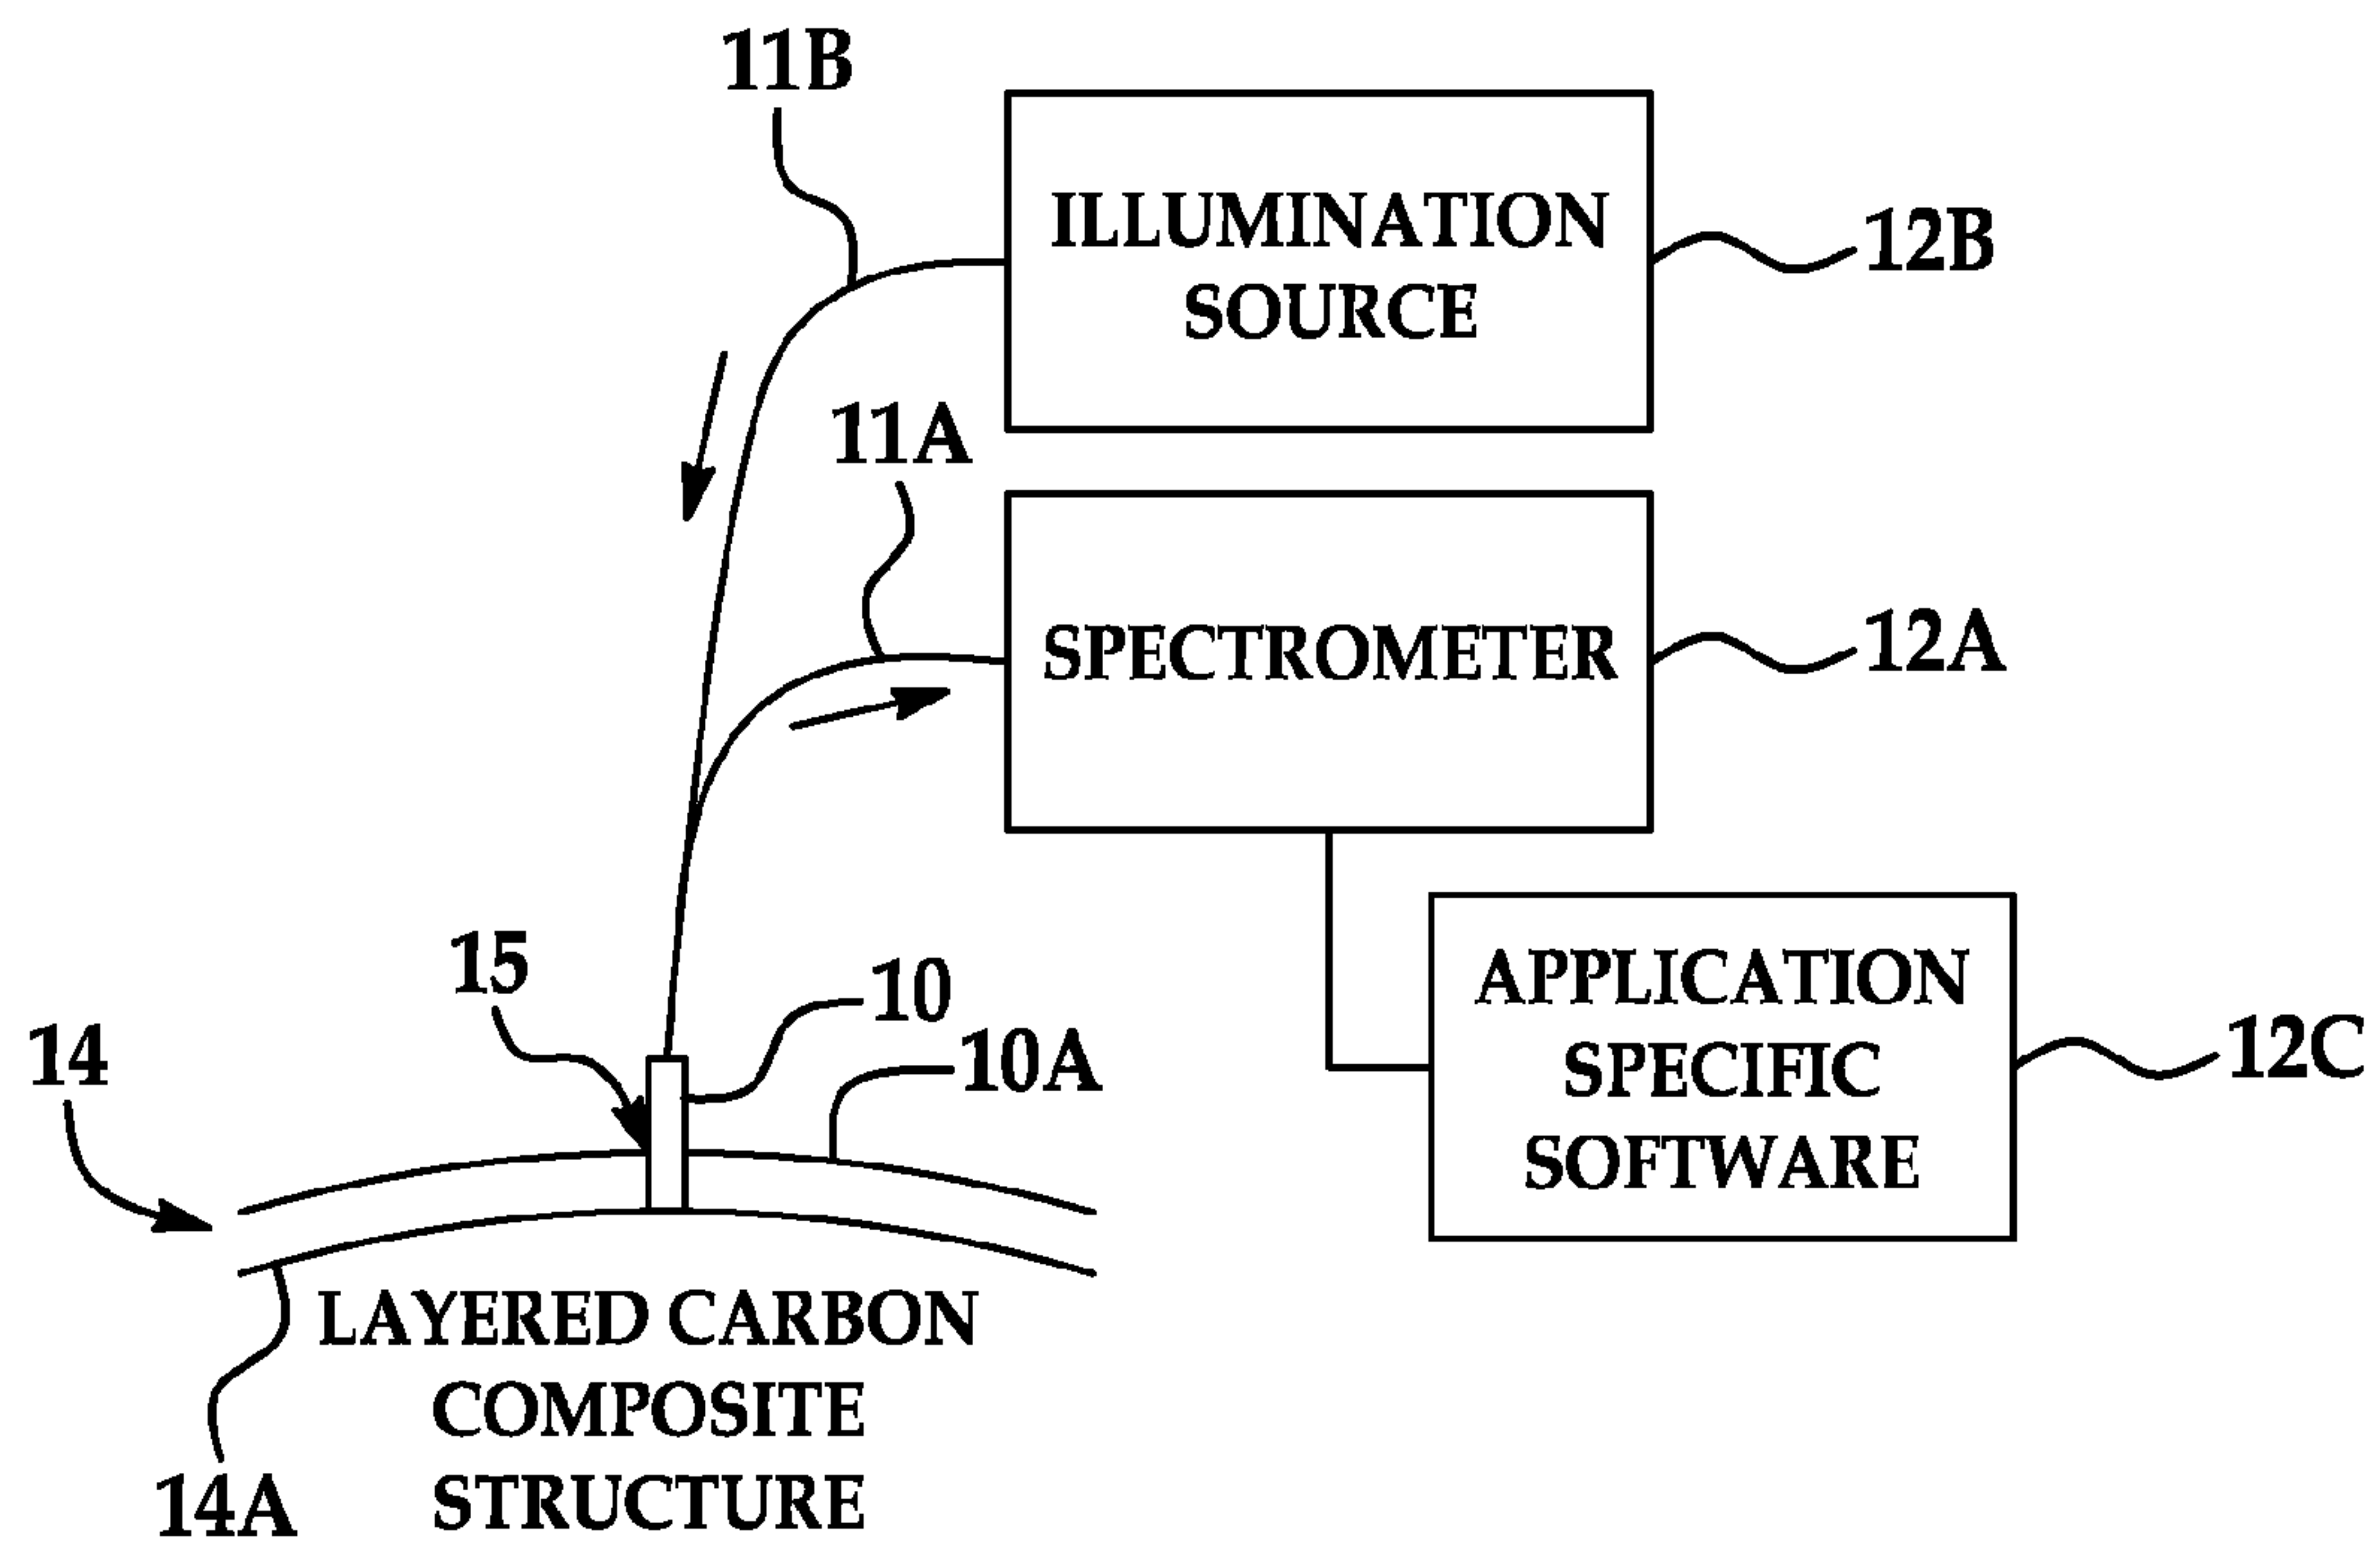 11B
ILLUMINATION
SOURCE
12B
11A
SPECTROMETER
12A
15
10
10A
14
APPLICATION
SPECIFIC
SOFTWARE
12C
LAYERED CARBON
COMPOSITE
STRUCTURE
14A